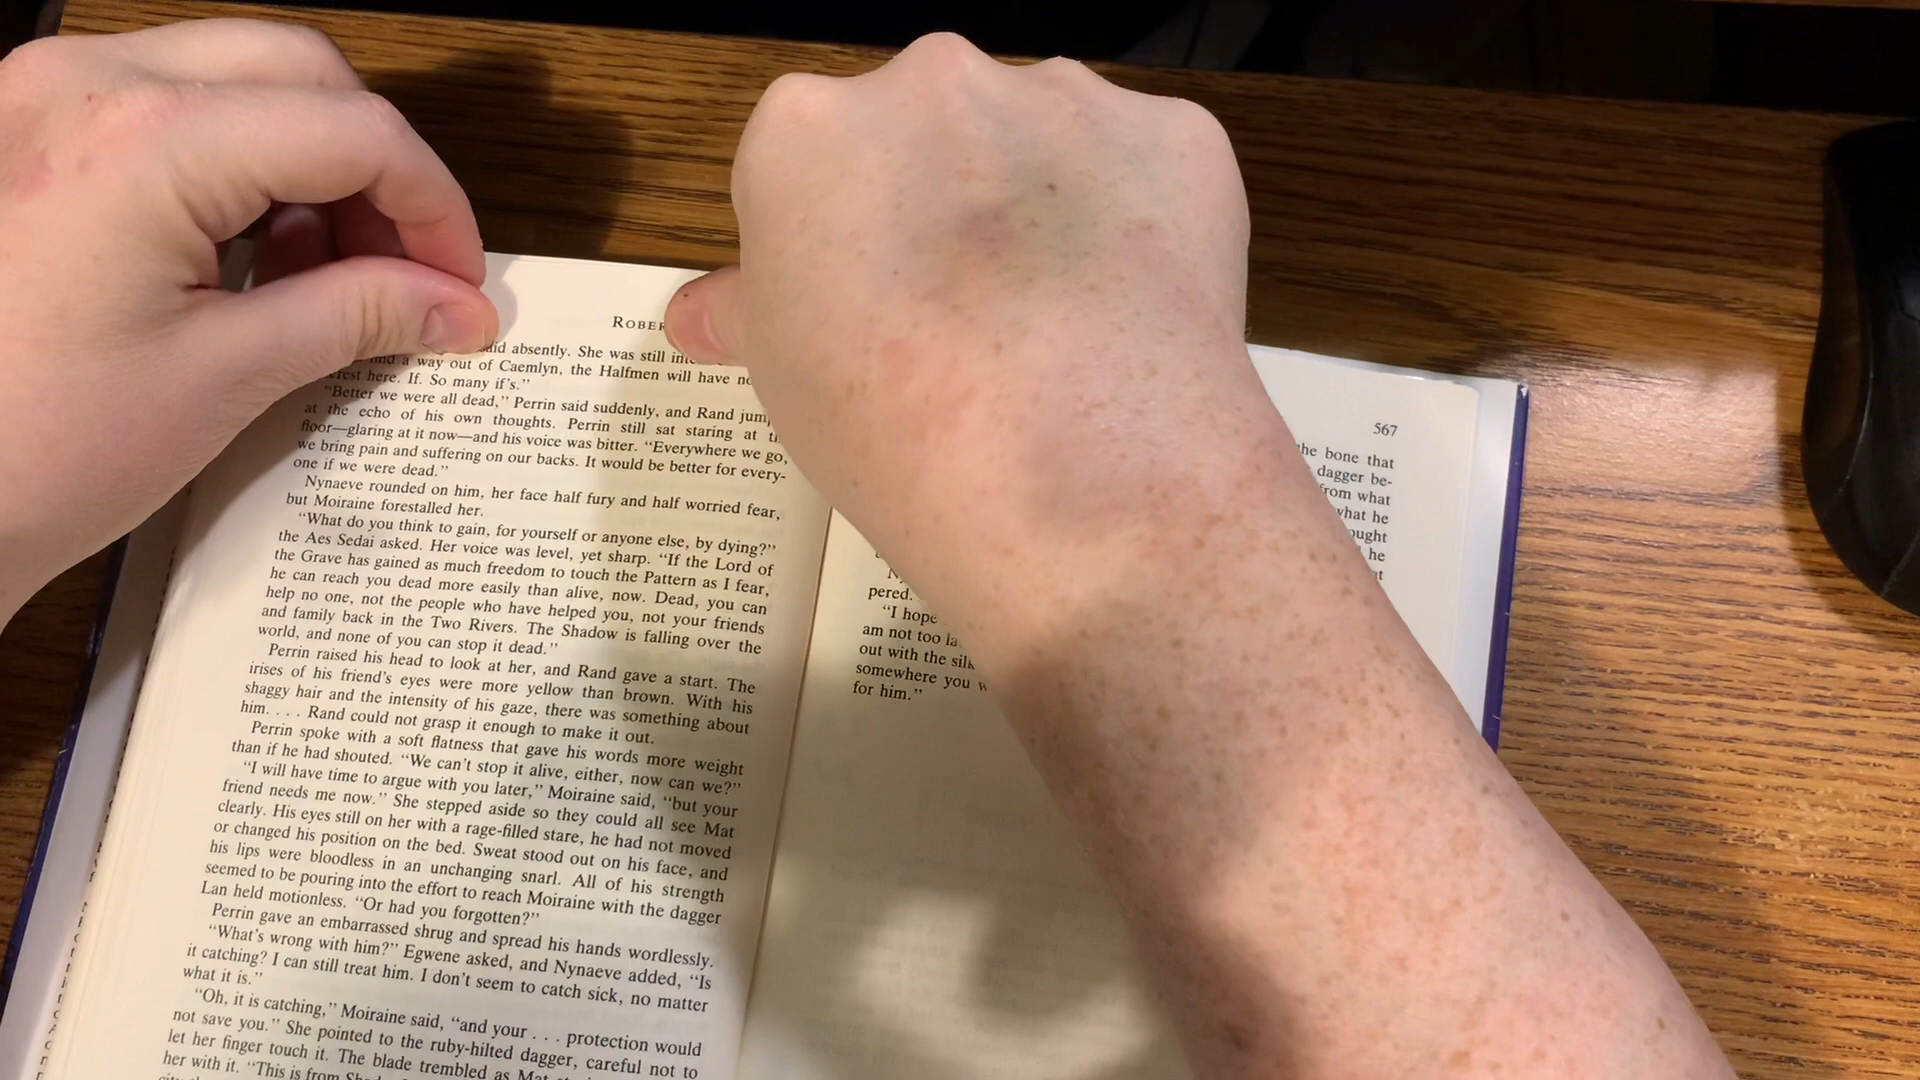 ROBER
said absently. She was still inte
find a way out of Caemlyn, the Halfmen will have no
erest here. If. So many if's.”
“Better we were all dead,” Perrin said suddenly, and Rand jum
at the echo of his own thoughts. Perrin still sat staring at t
floor—glaring at it now—and his voice was bitter. “Everywhere we go,
we bring pain and suffering on our backs. It would be better for every-
one if we were dead.”
Nynaeve rounded on him, her face half fury and half worried fear,
but Moiraine forestalled her.
“What do you think to gain, for yourself or anyone else, by dying?”
the Aes Sedai asked. Her voice was level, yet sharp. “If the Lord of
the Grave has gained as much freedom to touch the Pattern as I fear,
he can reach you dead more easily than alive, now. Dead, you can
help no one, not the people who have helped you, not your friends
and family back in the Two Rivers. The Shadow is falling over the
world, and none of you can stop it dead.”
Perrin raised his head to look at her, and Rand gave a start. The
irises of his friend's eyes were more yellow than brown. With his
shaggy hair and the intensity of his gaze, there was something about
him. . . . Rand could not grasp it enough to make it out.
Perrin spoke with a soft flatness that gave his words more weight
than if he had shouted. “We can't stop it alive, either, now can we?”
“I will have time to argue with you later,” Moiraine said, “but your
friend needs me now.” She stepped aside so they could all see Mat
clearly. His eyes still on her with a rage-filled stare, he had not moved
or changed his position on the bed. Sweat stood out on his face, and
his lips were bloodless in an unchanging snarl. All of his strength
seemed to be pouring into the effort to reach Moiraine with the dagger
Lan held motionless. “Or had you forgotten?”
Perrin gave an embarrassed shrug and spread his hands wordlessly.
“What's wrong with him?” Egwene asked, and Nynaeve added, “Is
it catching? I can still treat him. I don't seem to catch sick, no matter
what it is.”
“Oh, it is catching,” Moiraine said, “and your . . . protection would
not save you.” She pointed to the ruby-hilted dagger, careful not to
let her finger touch it. The blade trembled as Mat
her with it. “This is from
567
the bone that
dagger be-
from what
what he
ought
he
at
Ny
pered.
“I hope
am not too la
out with the silk
somewhere you w
for him.”